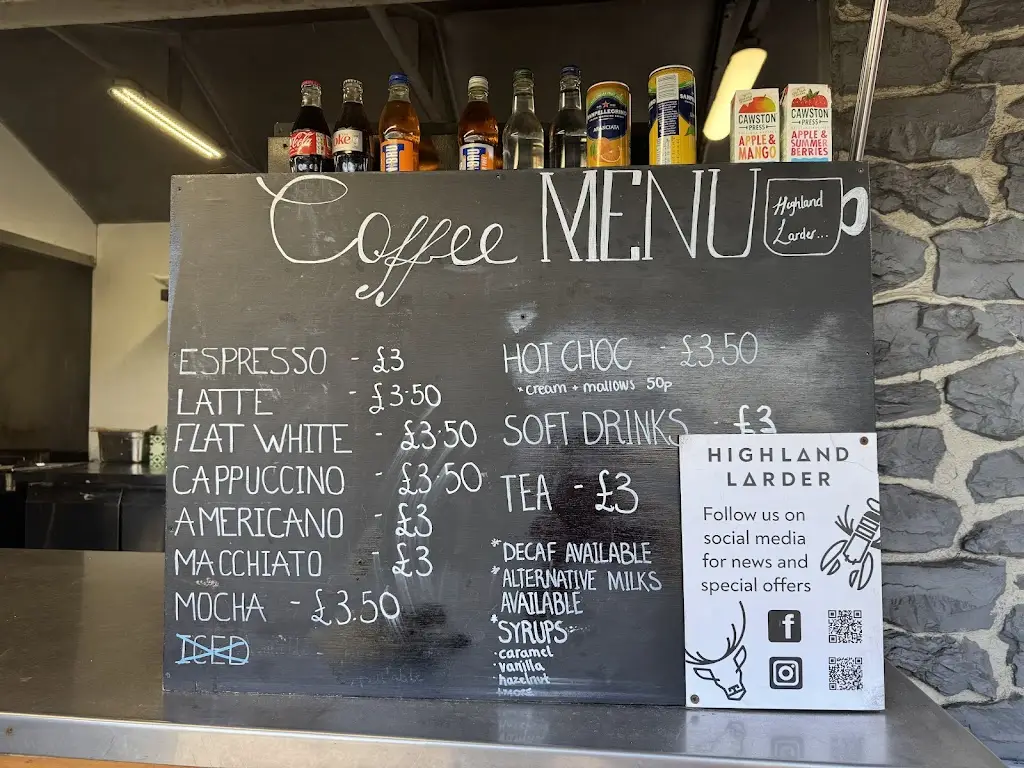 Coffee MENU
Highland
Larder...
ESPRESSO - £3
LATTE - £3.50
FLAT WHITE - £3.50
CAPPUCCINO - £3.50
AMERICANO - £3
MACCHIATO - £3
MOCHA - £3.50
ICED
HOT CHOC - £3.50
*cream + mallows 50p
SOFT DRINKS - £3
TEA - £3
*DECAF AVAILABLE
*ALTERNATIVE MILKS
AVAILABLE
*SYRUPS-
-caramel
-vanilla
-hazelnut
+MORE
HIGHLAND
LARDER
Follow us on
social media
for news and
special offers
f
CAWSTON
PRESS
APPLE &
MANGO
CAWSTON
PRESS
APPLE &
SUMMER
BERRIES